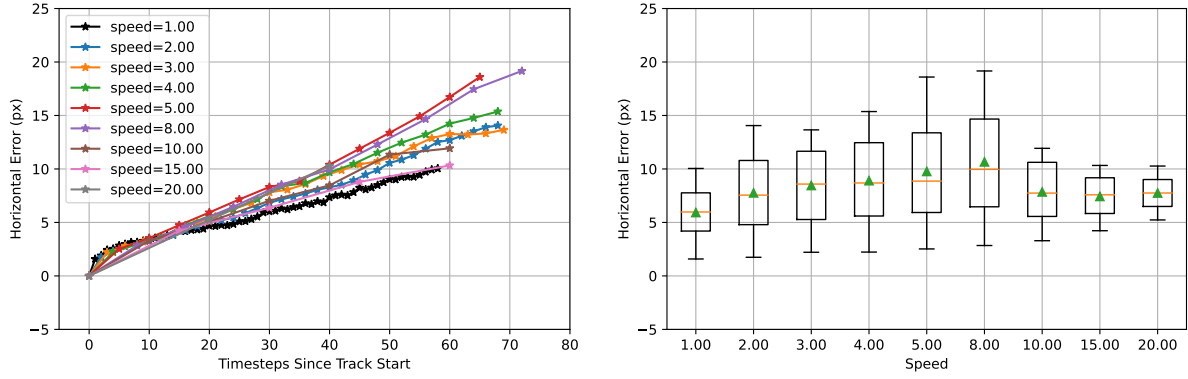 25
20
15
10
5
0
−5
Horizontal Error (px)
speed=1.00
speed=2.00
speed=3.00
speed=4.00
speed=5.00
speed=8.00
speed=10.00
speed=15.00
speed=20.00
0 10 20 30 40 50 60 70 80
Timesteps Since Track Start
25
20
15
10
5
0
−5
Horizontal Error (px)
1.00 2.00 3.00 4.00 5.00 8.00 10.00 15.00 20.00
Speed